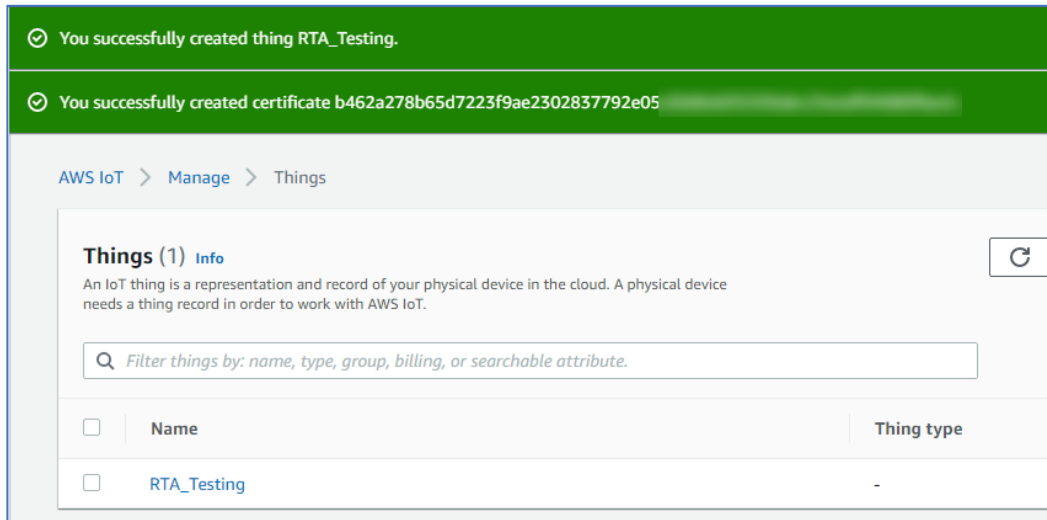 You successfully created thing RTA_Testing.
You successfully created certificate b462a278b65d7223f9ae2302837792e05
AWS IoT > Manage > Things
Things (1) Info
An IoT thing is a representation and record of your physical device in the cloud. A physical device
needs a thing record in order to work with AWS IoT.
Filter things by: name, type, group, billing, or searchable attribute.
Name Thing type
RTA_Testing -